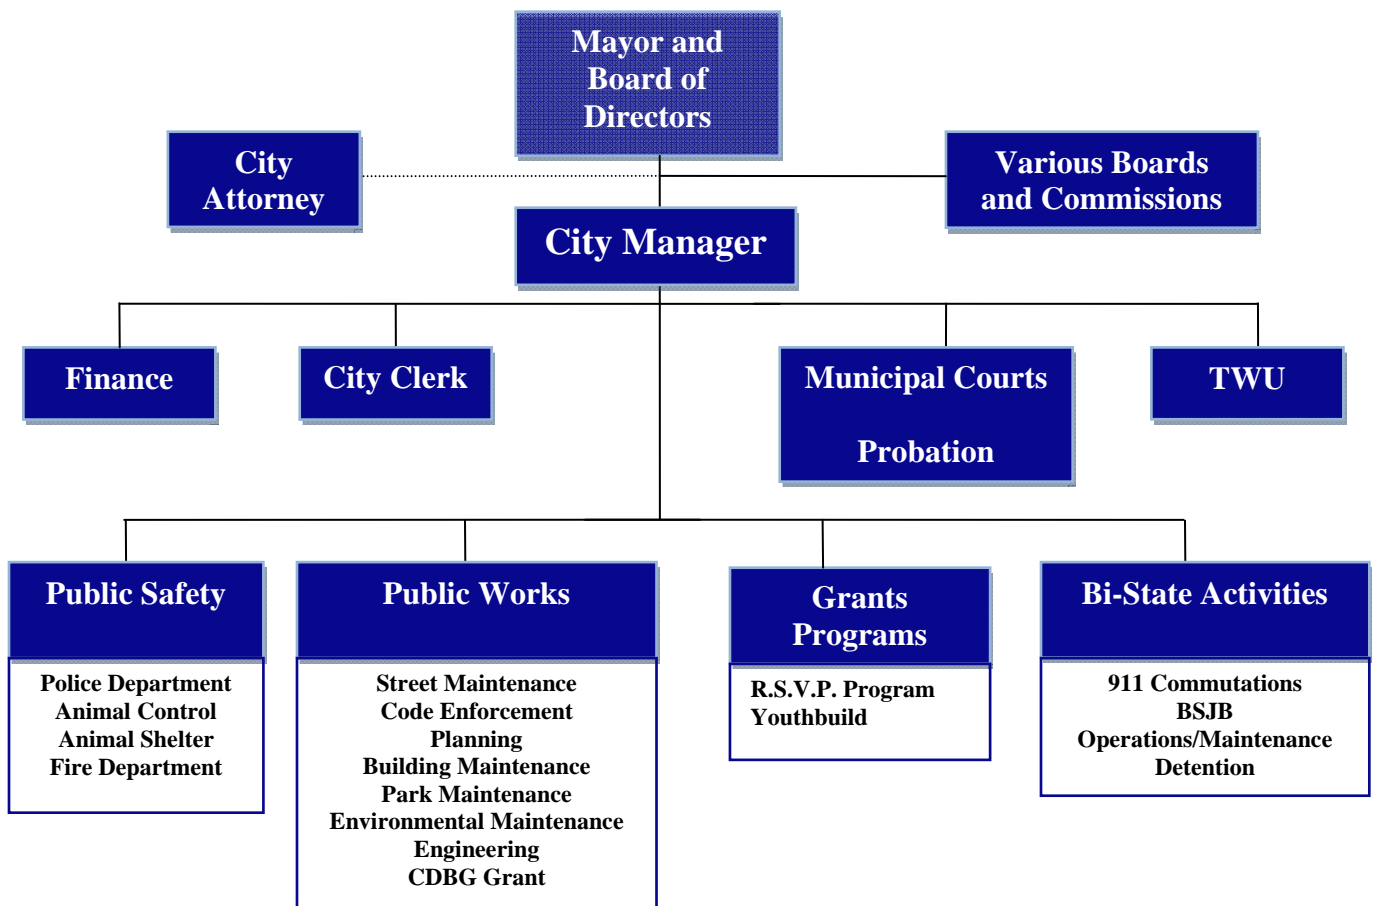 Mayor and
Board of
Directors
City
Attorney
Various Boards
and Commissions
City Manager
Finance
City Clerk
Municipal Courts
Probation
TWU
Public Safety
Police Department
Animal Control
Animal Shelter
Fire Department
Public Works
Street Maintenance
Code Enforcement
Planning
Building Maintenance
Park Maintenance
Environmental Maintenance
Engineering
CDBG Grant
Grants
Programs
R.S.V.P. Program
Youthbuild
Bi-State Activities
911 Commutations
BSJB
Operations/Maintenance
Detention